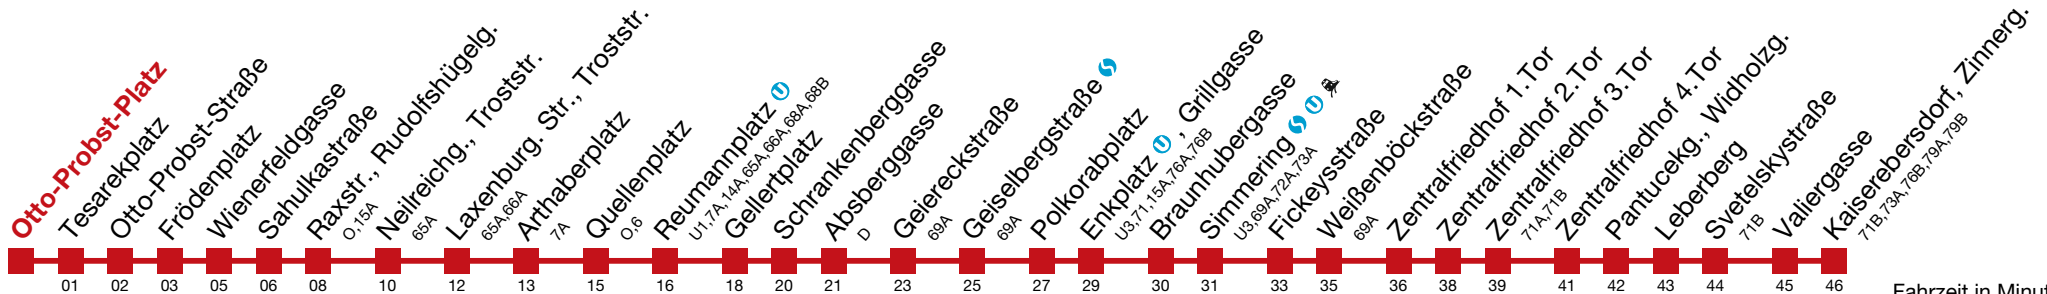 Otto-Probst-Platz
Tesarekplatz
Otto-Probst-Straße
Frödenplatz
Wienerfeldgasse
Sahulkastraße
Raxstr., Rudolfshügelg.
O,15A
Neilreichg., Troststr.
65A
Laxenburg. Str., Troststr.
65A,66A
Arthaberplatz
7A
Quellenplatz
O,6
Reumannplatz U
U1,7A,14A,65A,66A,68A,68B
Gellertplatz
Schrankenberggasse
Absberggasse
D
Geiereckstraße
69A
Geiselbergstraße S
69A
Polkorabplatz
Enkplatz U , Grillgasse
U3,71,15A,76A,76B
Braunhubergasse
Simmering S U
U3,69A,72A,73A
Fickeysstraße
Weißenböckstraße
69A
Zentralfriedhof 1.Tor
Zentralfriedhof 2.Tor
Zentralfriedhof 3.Tor
71A,71B
Zentralfriedhof 4.Tor
Pantucekg., Widholzg.
Leberberg
Svetelskystraße
71B
Valiergasse
Kaiserebersdorf, Zinnerg.
71B,73A,76B,79A,79B
01 02 03 05 06 08 10 12 13 15 16 18 20 21 23 25 27 29 30 31 33 35 36 38 39 41 42 43 44 45 46
Fahrzeit in Minut